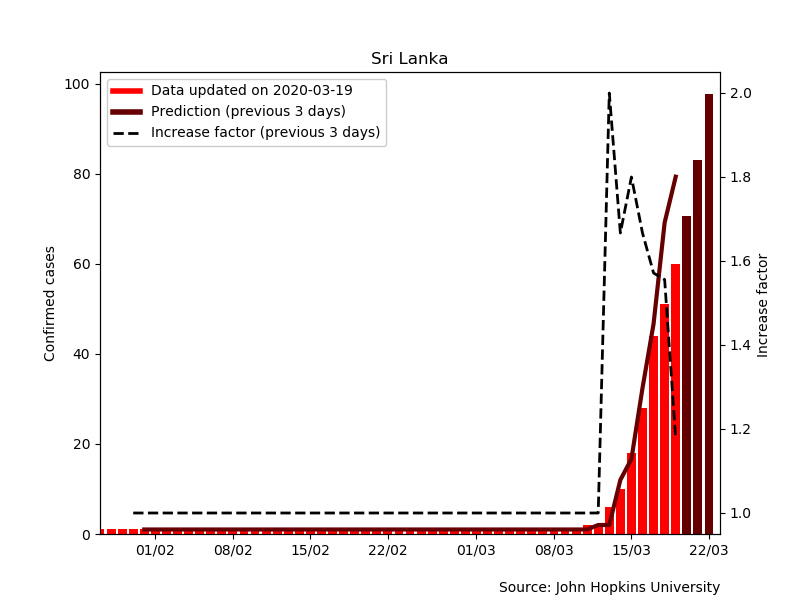 Sri Lanka
Data updated on 2020-03-19
Prediction (previous 3 days)
Increase factor (previous 3 days)
Confirmed cases
100
80
60
40
20
0
2.0
1.8
1.6
1.4
1.2
1.0
Increase factor
01/02 08/02 15/02 22/02 01/03 08/03 15/03 22/03
Source: John Hopkins University